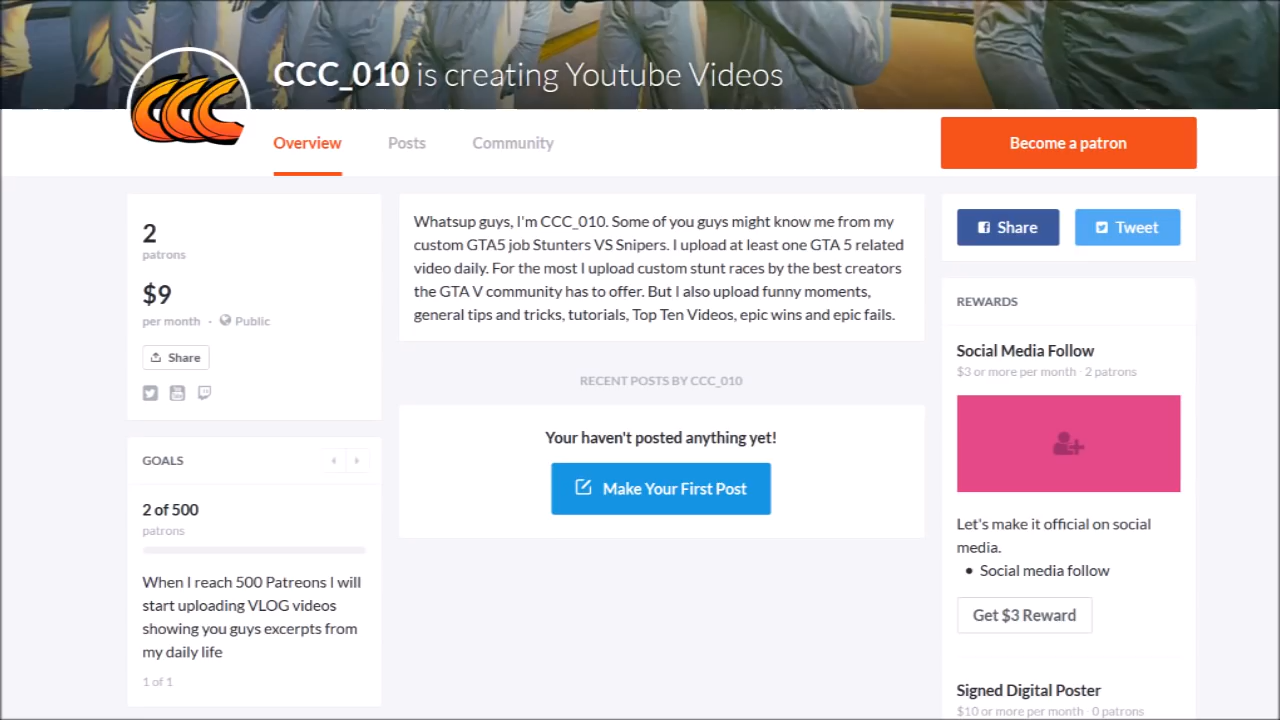 CCC_010 is creating Youtube Videos
CCC
Overview
Posts
Community
Become a patron
2
patrons
$9
per month · Public
Share
GOALS
2 of 500
patrons
When I reach 500 Patreons I will
start uploading VLOG videos
showing you guys excerpts from
my daily life
1 of 1
Whatsup guys, I'm CCC_010. Some of you guys might know me from my
custom GTA5 job Stunters VS Snipers. I upload at least one GTA 5 related
video daily. For the most I upload custom stunt races by the best creators
the GTA V community has to offer. But I also upload funny moments,
general tips and tricks, tutorials, Top Ten Videos, epic wins and epic fails.
RECENT POSTS BY CCC_010
Your haven't posted anything yet!
Make Your First Post
Share
Tweet
REWARDS
Social Media Follow
$3 or more per month · 2 patrons
Let's make it official on social
media.
• Social media follow
Get $3 Reward
Signed Digital Poster
$10 or more per month · 0 patrons